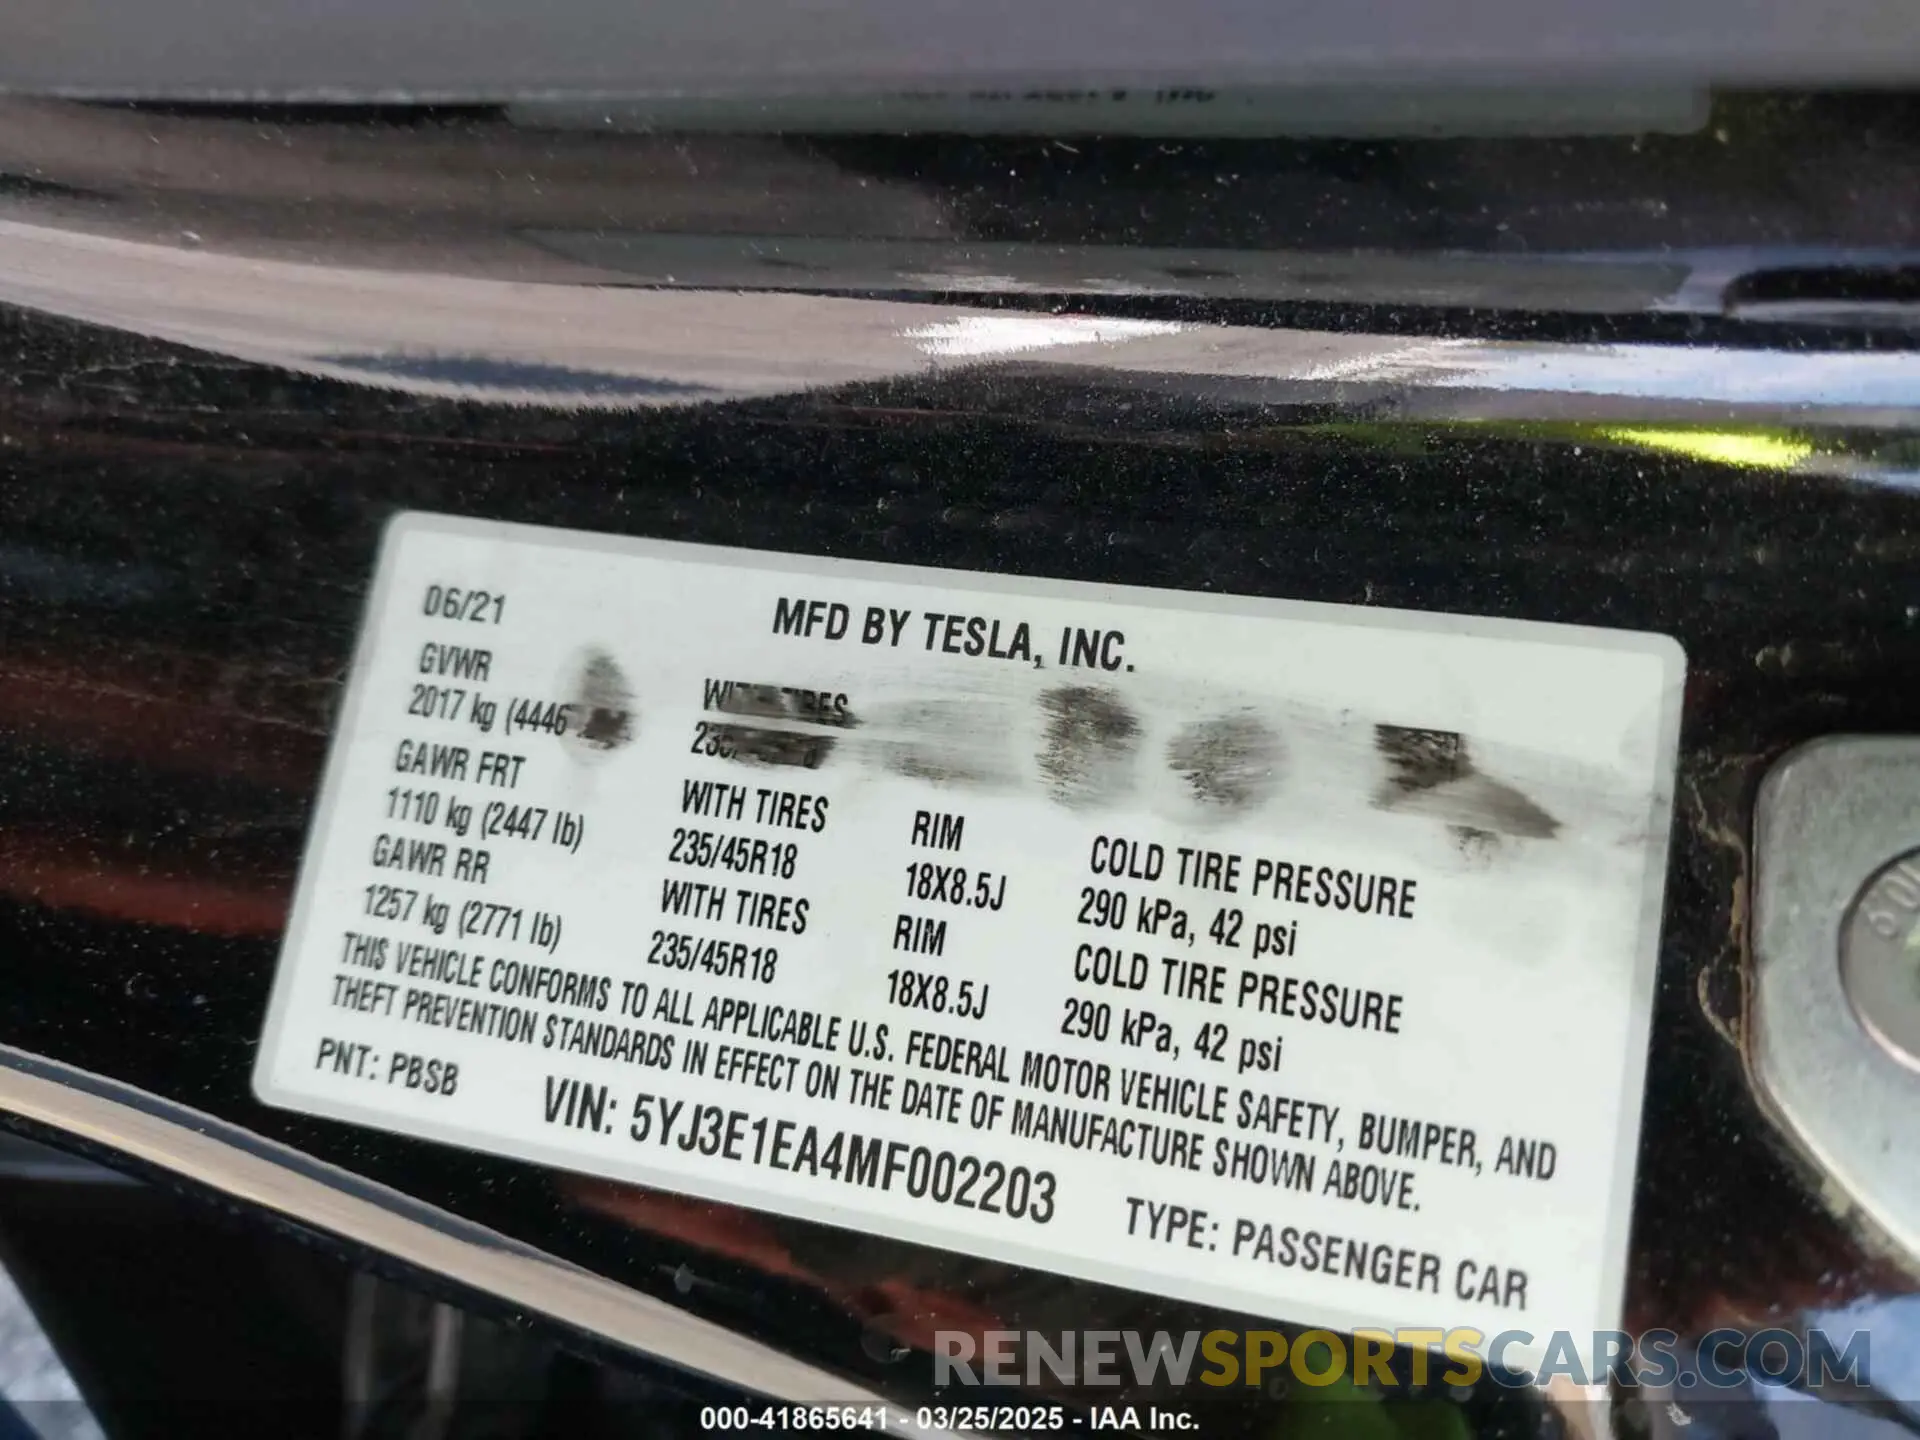 06/21
MFD BY TESLA, INC.
GVWR
2017 kg (4446
GAWR FRT
WITH TIRES
RIM
COLD TIRE PRESSURE
1110 kg (2447 lb)
235/45R18
18X8.5J
290 kPa, 42 psi
GAWR RR
WITH TIRES
RIM
COLD TIRE PRESSURE
1257 kg (2771 lb)
235/45R18
18X8.5J
290 kPa, 42 psi
THIS VEHICLE CONFORMS TO ALL APPLICABLE U.S. FEDERAL MOTOR VEHICLE SAFETY, BUMPER, AND
THEFT PREVENTION STANDARDS IN EFFECT ON THE DATE OF MANUFACTURE SHOWN ABOVE.
PNT: PBSB
VIN: 5YJ3E1EA4MF002203
TYPE: PASSENGER CAR
RENEWSPORTSCARS.COM
000-41865641 - 03/25/2025 - IAA Inc.